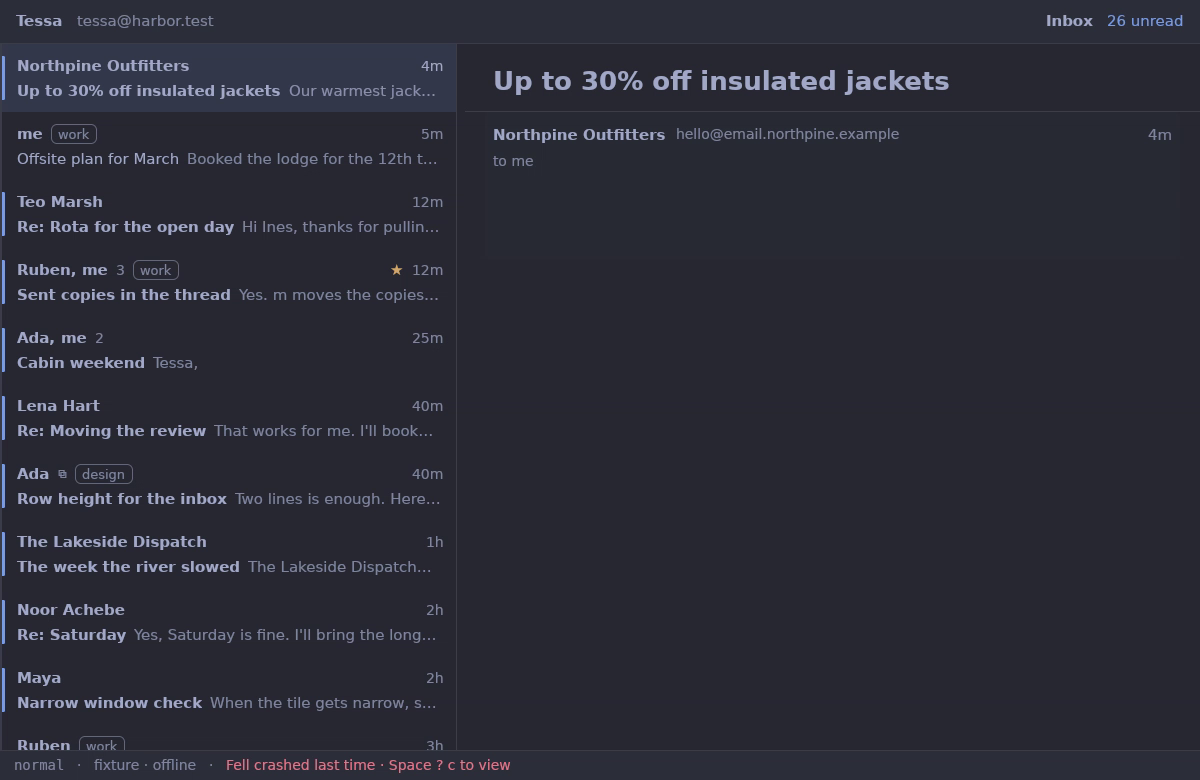 Tessa tessa@harbor.test
Inbox 26 unread
Northpine Outfitters 4m
Up to 30% off insulated jackets Our warmest jack…
me work 5m
Offsite plan for March Booked the lodge for the 12th t…
Teo Marsh 12m
Re: Rota for the open day Hi Ines, thanks for pullin…
Ruben, me 3 work ★ 12m
Sent copies in the thread Yes. m moves the copies…
Ada, me 2 25m
Cabin weekend Tessa,
Lena Hart 40m
Re: Moving the review That works for me. I'll book…
Ada design 40m
Row height for the inbox Two lines is enough. Here…
The Lakeside Dispatch 1h
The week the river slowed The Lakeside Dispatch…
Noor Achebe 2h
Re: Saturday Yes, Saturday is fine. I'll bring the long…
Maya 2h
Narrow window check When the tile gets narrow, s…
Ruben work 3h
Up to 30% off insulated jackets
Northpine Outfitters hello@email.northpine.example 4m
to me
normal · fixture · offline · Fell crashed last time · Space ? c to view